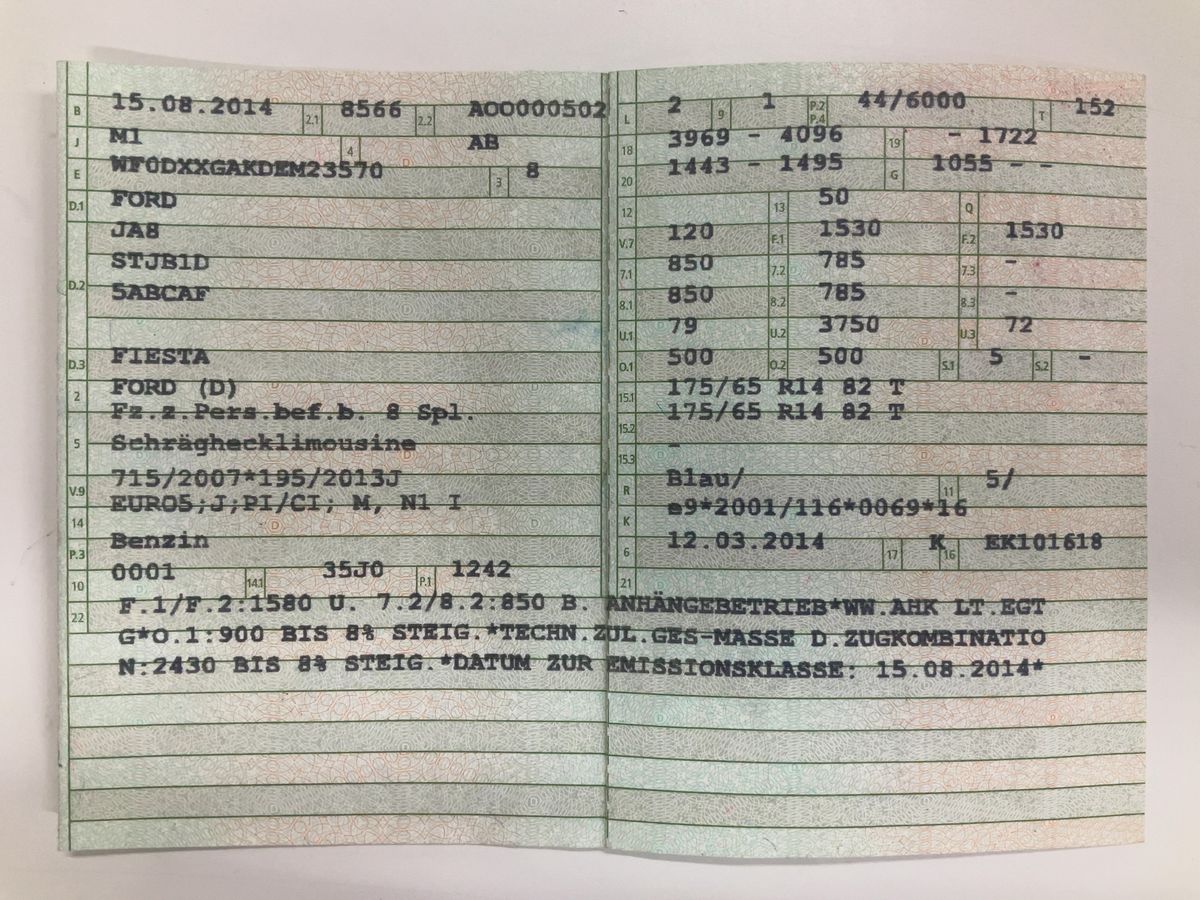 B 15.08.2014 2.1 8566 2.2 AOO000502
J M1 4 AB
E WF0DXXGAKDEM23570 3 8
D.1 FORD
JA8
STJB1D
D.2 5ABCAF
D.3 FIESTA
2 FORD (D)
Fz.z.Pers.bef.b. 8 Spl.
5 Schräghecklimousine
V.9 715/2007*195/2013J
EURO5;J;PI/CI; M, N1 I
14
P.3 Benzin
10 0001 14.1 35J0 P.1 1242
L 2 9 1 P.2 P.4 44/6000 T 152
18 3969 - 4096 19 - 1722
20 1443 - 1495 G 1055 - -
12 13 50 Q
V.7 120 F.1 1530 F.2 1530
7.1 850 7.2 785 7.3 -
8.1 850 8.2 785 8.3 -
U.1 79 U.2 3750 U.3 72
O.1 500 O.2 500 S.1 5 S.2 -
15.1 175/65 R14 82 T
15.2 175/65 R14 82 T
15.3 -
R Blau/ 11 5/
K e9*2001/116*0069*16
6 12.03.2014 17 K 16 EK101618
21
22 F.1/F.2:1580 U. 7.2/8.2:850 B. ANHÄNGEBETRIEB*WW.AHK LT.EGT
G*O.1:900 BIS 8% STEIG.*TECHN.ZUL.GES-MASSE D.ZUGKOMBINATIO
N:2430 BIS 8% STEIG.*DATUM ZUR EMISSIONSKLASSE: 15.08.2014*